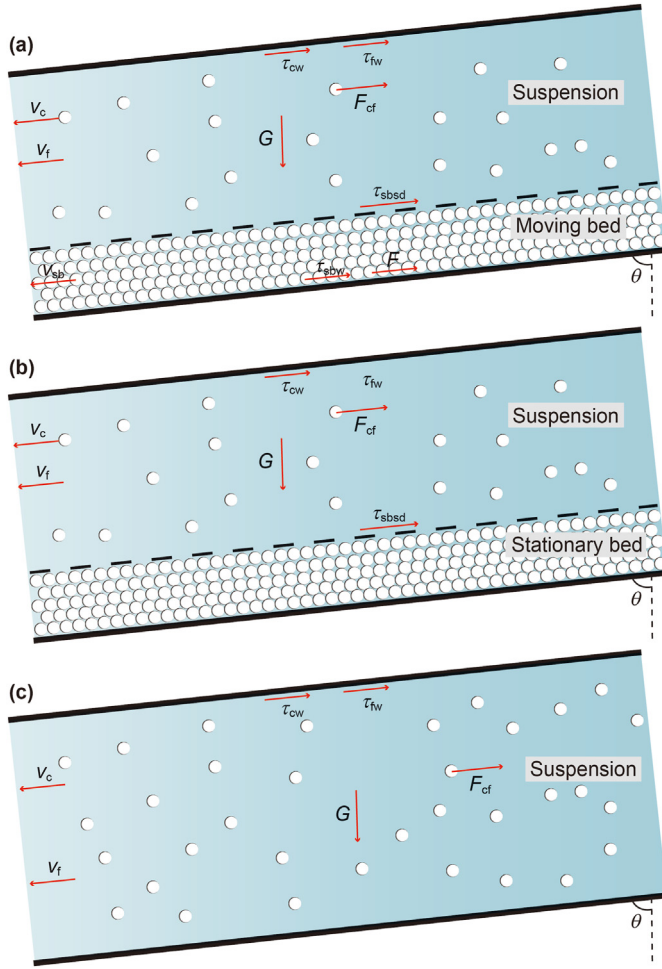 (a)
τcw τfw
Suspension
Fcf
vc
G
vf
τsbsd
Moving bed
vsb
τsbw F
θ
(b)
τcw τfw
Suspension
vc
Fcf
G
vf
τsbsd
Stationary bed
θ
(c)
τcw τfw
vc
Suspension
Fcf
G
vf
θ